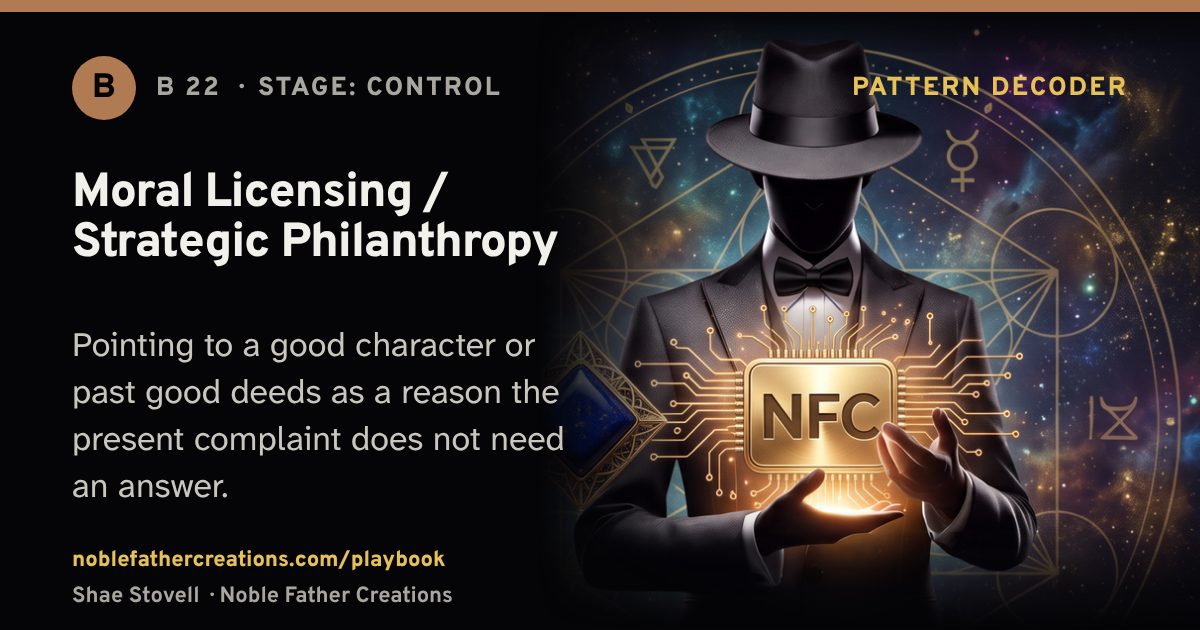 B
B 22 · STAGE: CONTROL
PATTERN DECODER
Moral Licensing /
Strategic Philanthropy
Pointing to a good character or
past good deeds as a reason the
present complaint does not need
an answer.
NFC
noblefathercreations.com/playbook
Shae Stovell · Noble Father Creations